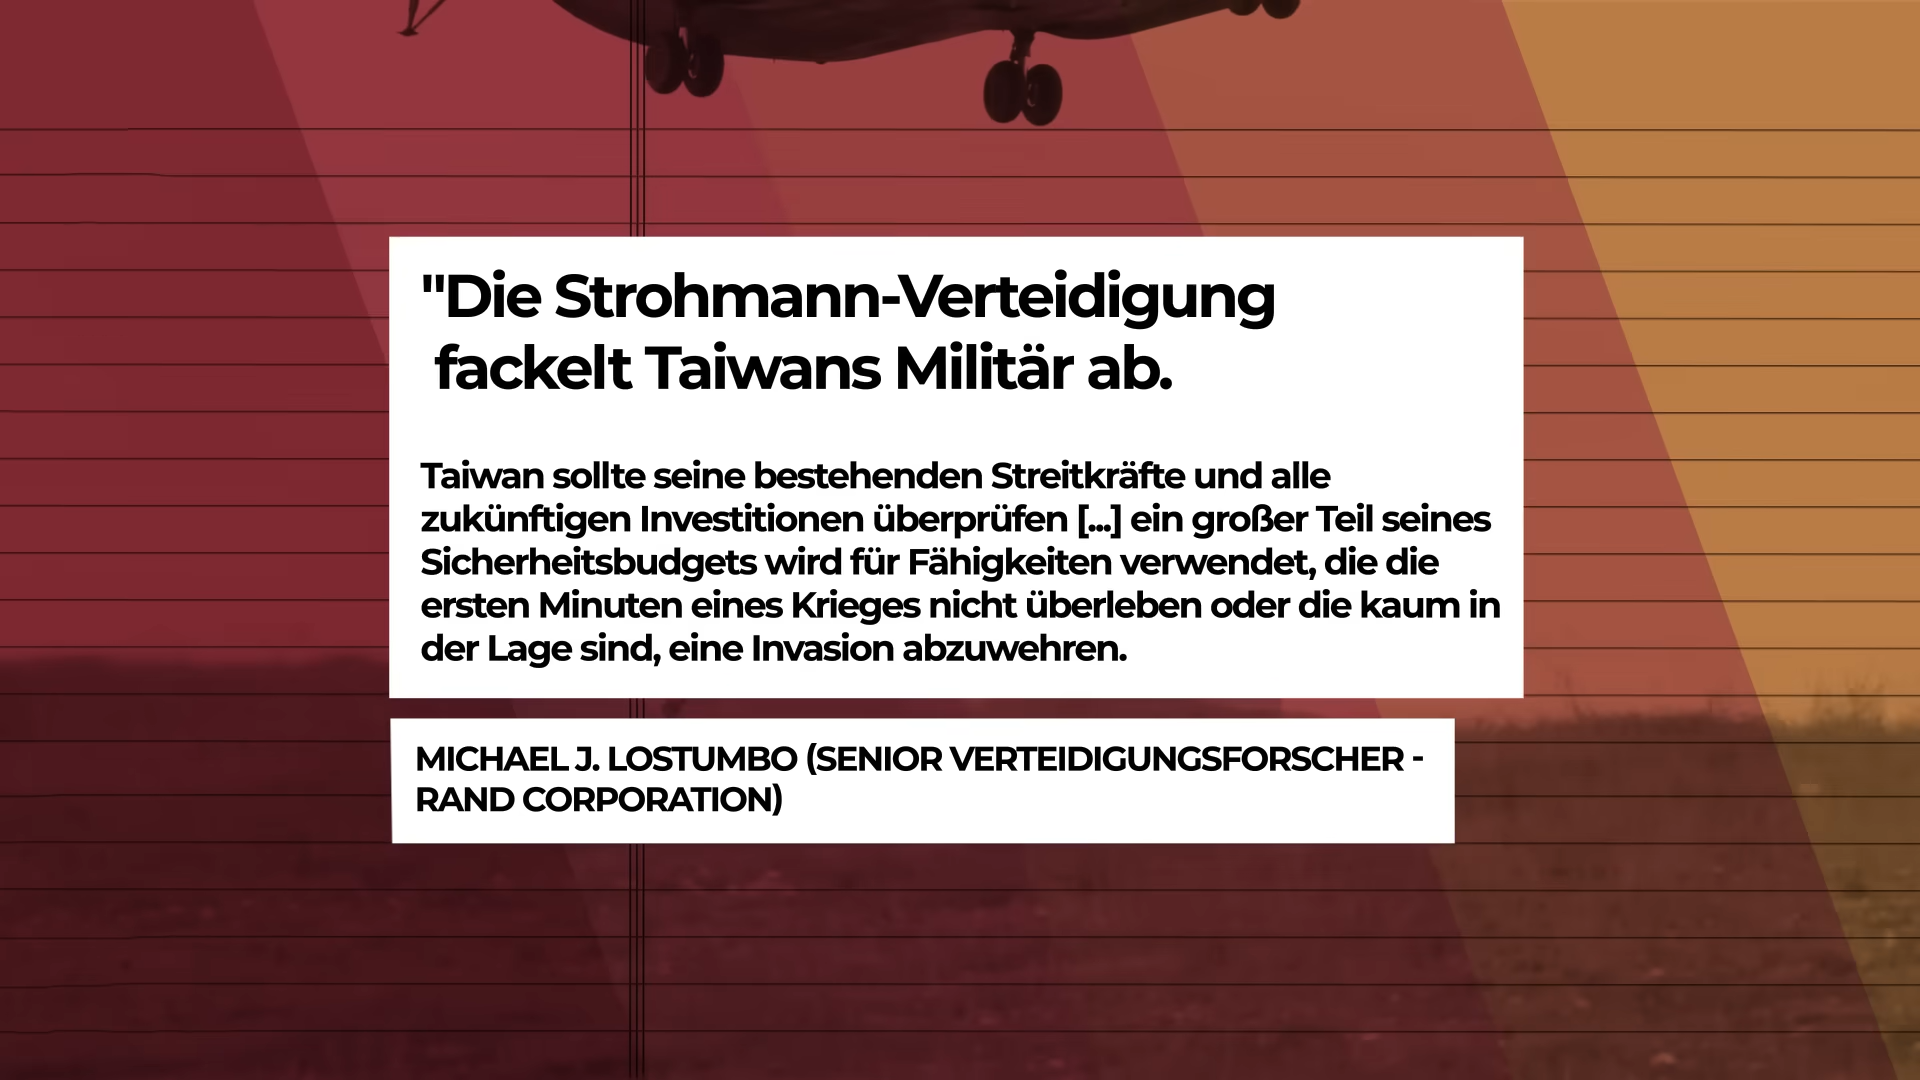 "Die Strohmann-Verteidigung
fackelt Taiwans Militär ab.
Taiwan sollte seine bestehenden Streitkräfte und alle
zukünftigen Investitionen überprüfen [...] ein großer Teil seines
Sicherheitsbudgets wird für Fähigkeiten verwendet, die die
ersten Minuten eines Krieges nicht überleben oder die kaum in
der Lage sind, eine Invasion abzuwehren.
MICHAEL J. LOSTUMBO (SENIOR VERTEIDIGUNGSFORSCHER -
RAND CORPORATION)